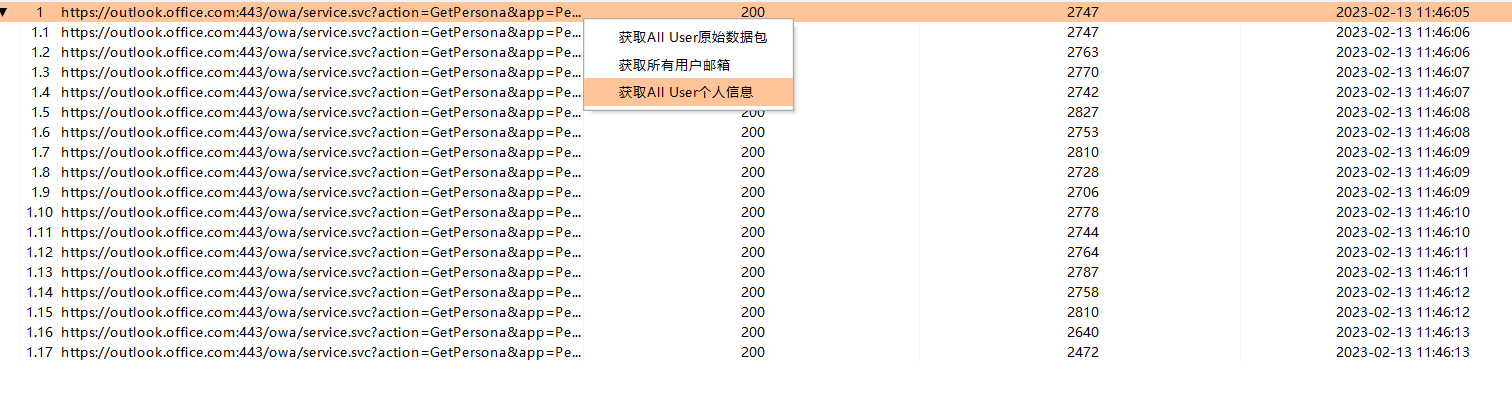 ▼ 1 https://outlook.office.com:443/owa/service.svc?action=GetPersona&app=Pe... 200 2747 2023-02-13 11:46:05
1.1 https://outlook.office.com:443/owa/service.svc?action=GetPersona&app=Pe... 2747 2023-02-13 11:46:06
获取All User原始数据包
1.2 https://outlook.office.com:443/owa/service.svc?action=GetPersona&app=Pe... 2763 2023-02-13 11:46:06
获取所有用户邮箱
1.3 https://outlook.office.com:443/owa/service.svc?action=GetPersona&app=Pe... 2770 2023-02-13 11:46:07
1.4 https://outlook.office.com:443/owa/service.svc?action=GetPersona&app=Pe... 2742 2023-02-13 11:46:07
获取All User个人信息
1.5 https://outlook.office.com:443/owa/service.svc?action=GetPersona&app=Pe... 200 2827 2023-02-13 11:46:08
1.6 https://outlook.office.com:443/owa/service.svc?action=GetPersona&app=Pe... 200 2753 2023-02-13 11:46:08
1.7 https://outlook.office.com:443/owa/service.svc?action=GetPersona&app=Pe... 200 2810 2023-02-13 11:46:09
1.8 https://outlook.office.com:443/owa/service.svc?action=GetPersona&app=Pe... 200 2728 2023-02-13 11:46:09
1.9 https://outlook.office.com:443/owa/service.svc?action=GetPersona&app=Pe... 200 2706 2023-02-13 11:46:09
1.10 https://outlook.office.com:443/owa/service.svc?action=GetPersona&app=Pe... 200 2778 2023-02-13 11:46:10
1.11 https://outlook.office.com:443/owa/service.svc?action=GetPersona&app=Pe... 200 2744 2023-02-13 11:46:10
1.12 https://outlook.office.com:443/owa/service.svc?action=GetPersona&app=Pe... 200 2764 2023-02-13 11:46:11
1.13 https://outlook.office.com:443/owa/service.svc?action=GetPersona&app=Pe... 200 2787 2023-02-13 11:46:11
1.14 https://outlook.office.com:443/owa/service.svc?action=GetPersona&app=Pe... 200 2758 2023-02-13 11:46:12
1.15 https://outlook.office.com:443/owa/service.svc?action=GetPersona&app=Pe... 200 2810 2023-02-13 11:46:12
1.16 https://outlook.office.com:443/owa/service.svc?action=GetPersona&app=Pe... 200 2640 2023-02-13 11:46:13
1.17 https://outlook.office.com:443/owa/service.svc?action=GetPersona&app=Pe... 200 2472 2023-02-13 11:46:13